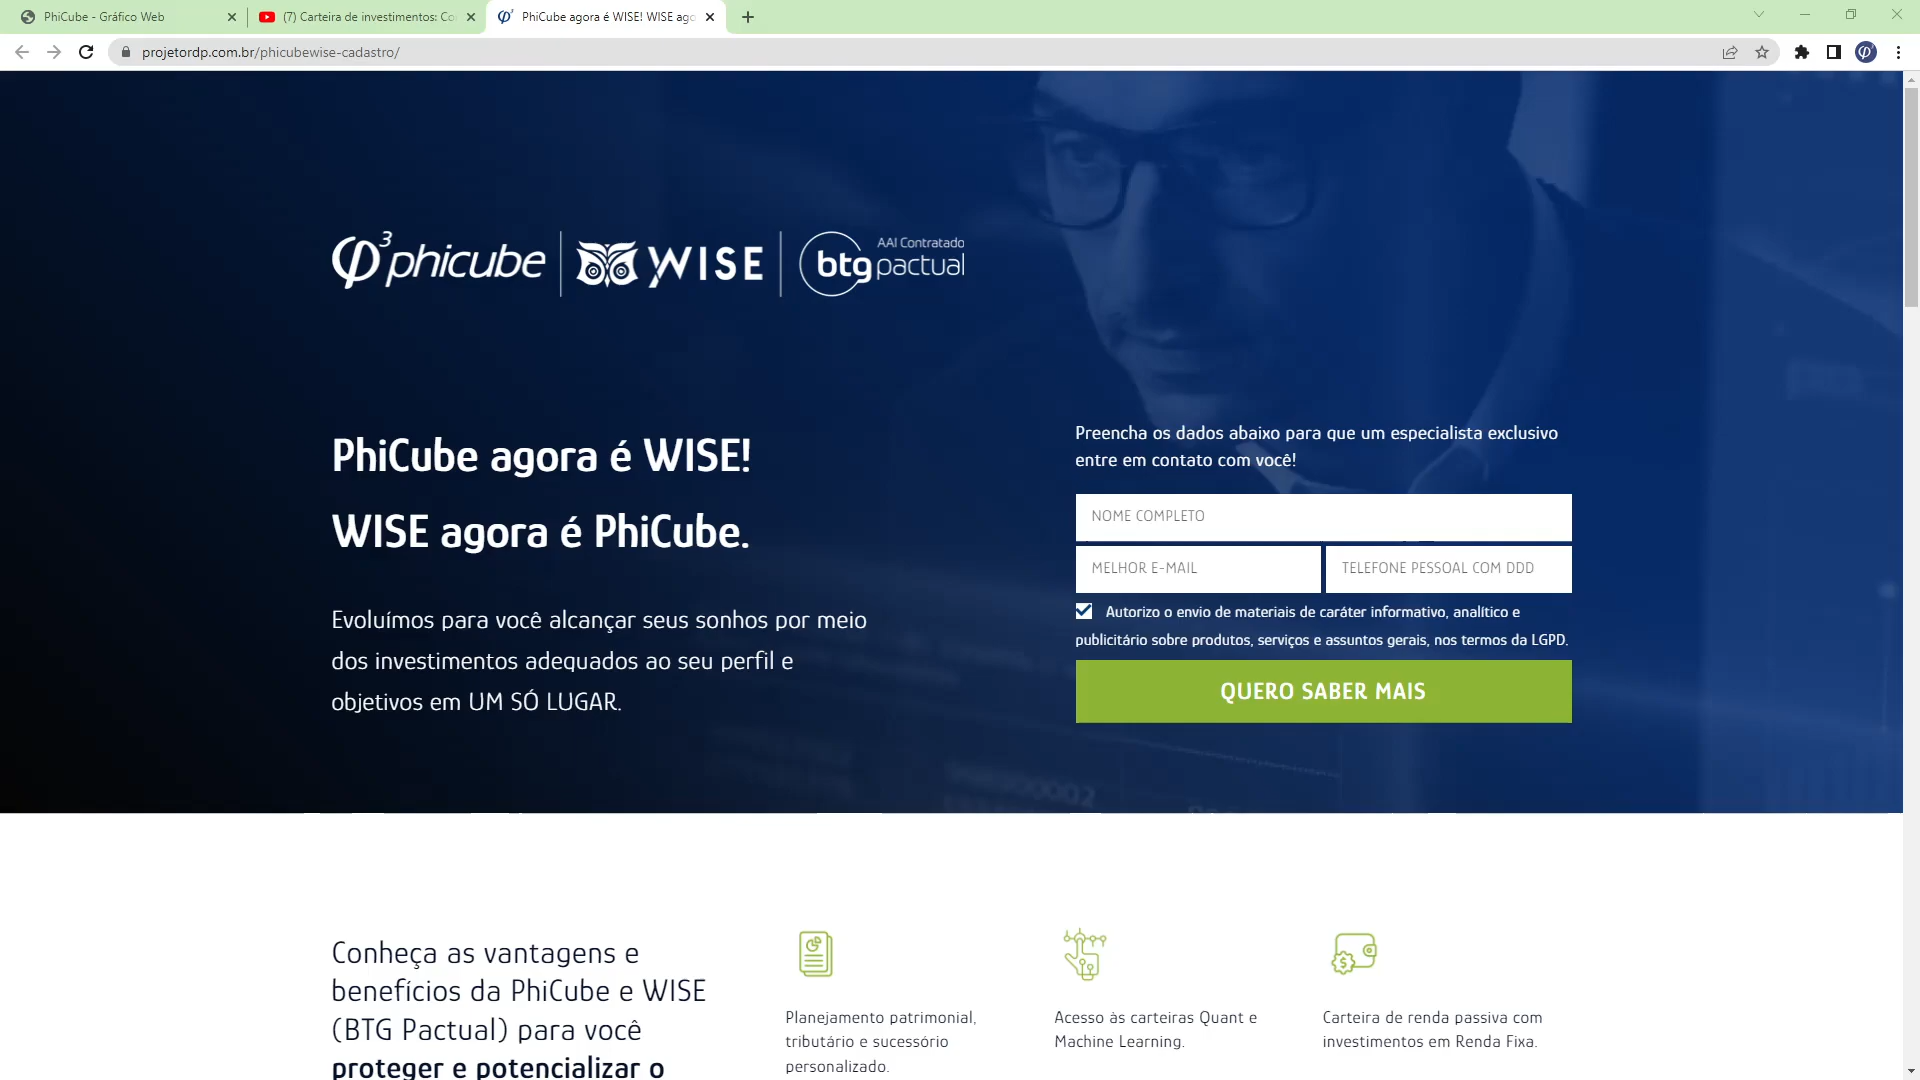 PhiCube - Gráfico Web
(7) Carteira de investimentos: Co
PhiCube agora é WISE! WISE ago
projetordp.com.br/phicubewise-cadastro/
φ3 phicube
WISE
AAI Contratado
btg pactual
PhiCube agora é WISE!
WISE agora é PhiCube.
Evoluímos para você alcançar seus sonhos por meio
dos investimentos adequados ao seu perfil e
objetivos em UM SÓ LUGAR.
Preencha os dados abaixo para que um especialista exclusivo
entre em contato com você!
NOME COMPLETO
MELHOR E-MAIL
TELEFONE PESSOAL COM DDD
Autorizo o envio de materiais de caráter informativo, analítico e
publicitário sobre produtos, serviços e assuntos gerais, nos termos da LGPD.
QUERO SABER MAIS
Conheça as vantagens e
benefícios da PhiCube e WISE
(BTG Pactual) para você
proteger e potencializar o
Planejamento patrimonial,
tributário e sucessório
personalizado.
Acesso às carteiras Quant e
Machine Learning.
Carteira de renda passiva com
investimentos em Renda Fixa.